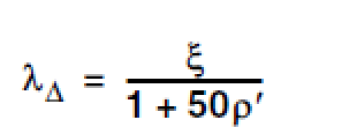 λ_Δ = ξ / (1 + 50ρ′)